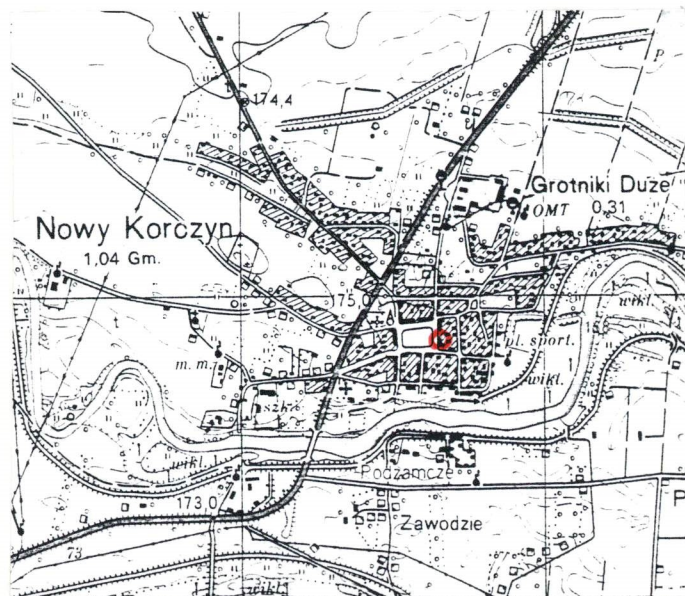 174,4
P
Grotniki Duże
OMT 0,31
Nowy Korczyn
1,04 Gm.
175,0
wikl.
t
pl. sport.
m. m.
wikl.
szk.
wikl.
Podzamcze
173,0
P
Zawodzie
73
wikl.